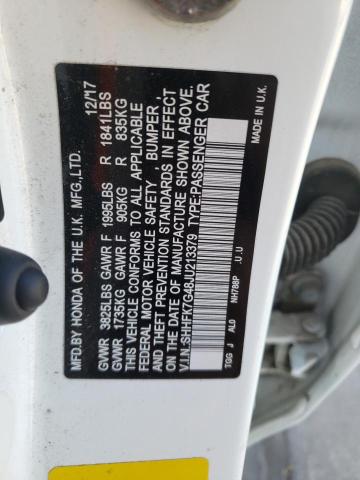 MFD.BY HONDA OF THE U.K. MFG.,LTD. 12/17
GVWR 3825LBS GAWR F 1995LBS R 1841LBS
GVWR 1735KG GAWR F 905KG R 835KG
THIS VEHICLE CONFORMS TO ALL APPLICABLE
FEDERAL MOTOR VEHICLE SAFETY , BUMPER ,
AND THEFT PREVENTION STANDARDS IN EFFECT
ON THE DATE OF MANUFACTURE SHOWN ABOVE.
V.I.N.:SHHFK7G48JU213379 TYPE:PASSENGER CAR
NH788P .U.U MADE IN U.K.
TGG J ALD